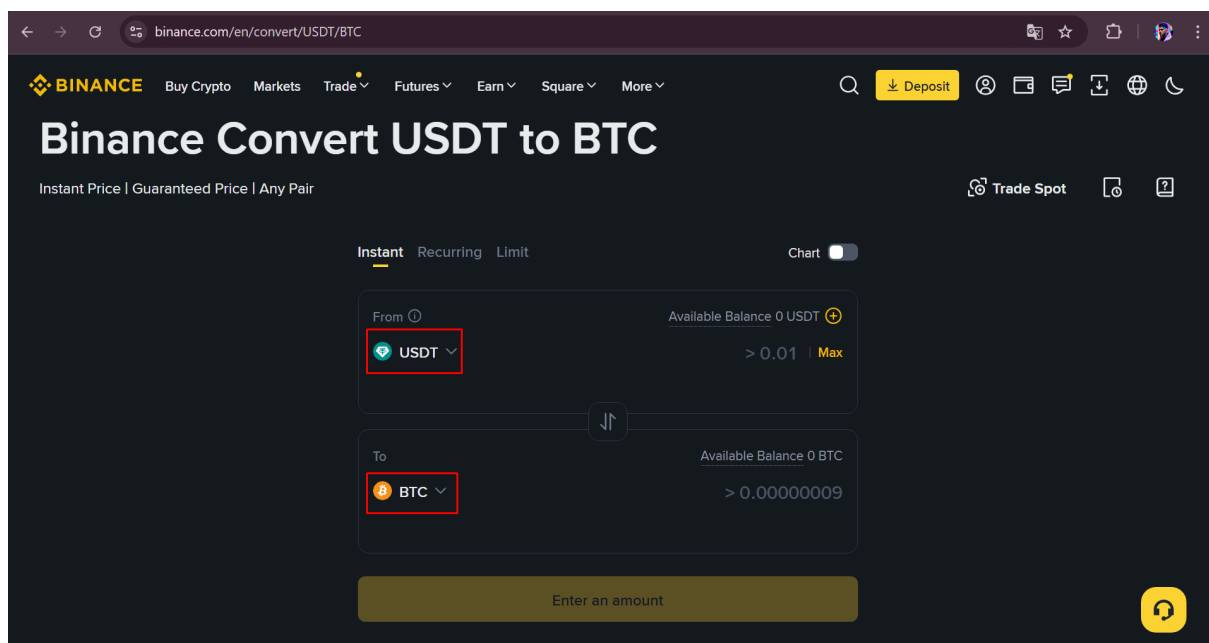 binance.com/en/convert/USDT/BTC
BINANCE Buy Crypto Markets Trade Futures Earn Square More Deposit
Binance Convert USDT to BTC
Instant Price | Guaranteed Price | Any Pair Trade Spot
Instant Recurring Limit Chart
From Available Balance 0 USDT
USDT > 0.01 | Max
To Available Balance 0 BTC
BTC > 0.00000009
Enter an amount